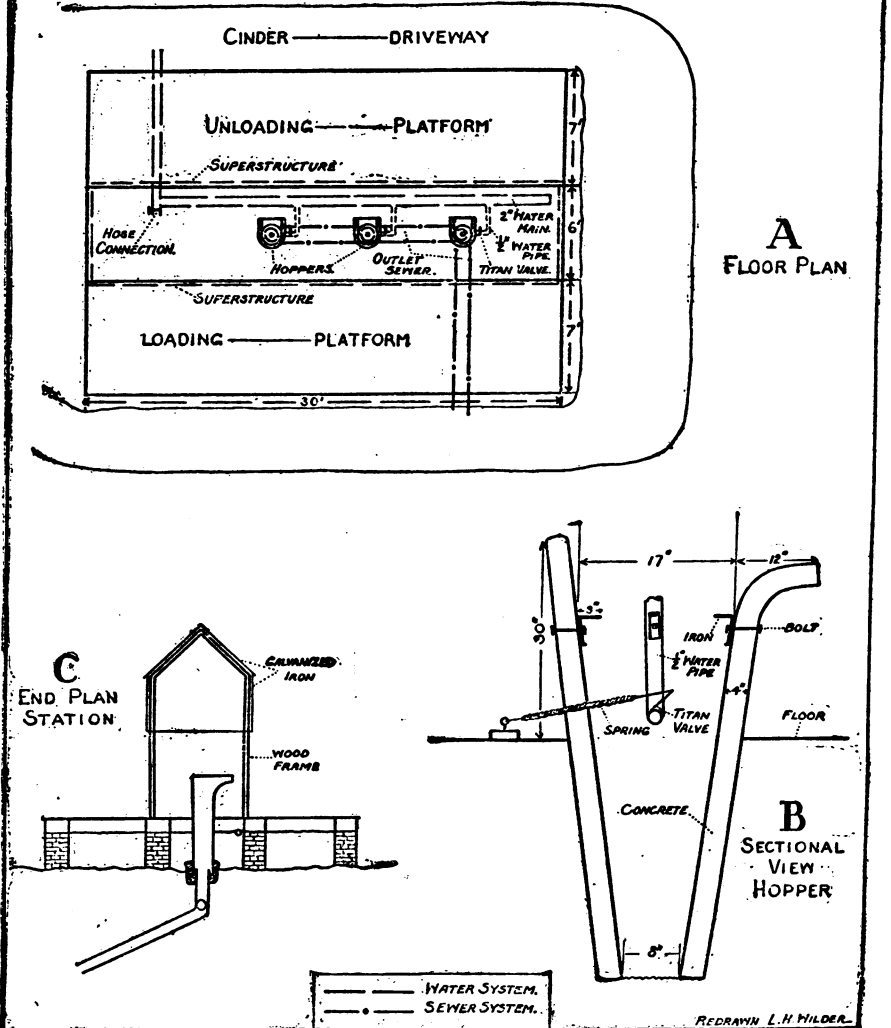 CINDER DRIVEWAY
UNLOADING PLATFORM
7'
SUPERSTRUCTURE
2" WATER
MAIN.
6'
HOSE
CONNECTION.
HOPPERS
OUTLET
SEWER.
½" WATER
PIPE.
TITAN VALVE.
SUPERSTRUCTURE
LOADING PLATFORM
7'
30'
A
FLOOR PLAN
17"
12"
30"
3"
IRON
BOLT
½" WATER
PIPE
4"
SPRING
TITAN
VALVE
FLOOR
CONCRETE
8"
B
SECTIONAL
VIEW
HOPPER
C
END PLAN
STATION
GALVANIZED
IRON
WOOD
FRAME
WATER SYSTEM.
SEWER SYSTEM.
REDRAWN L.H. WILDER